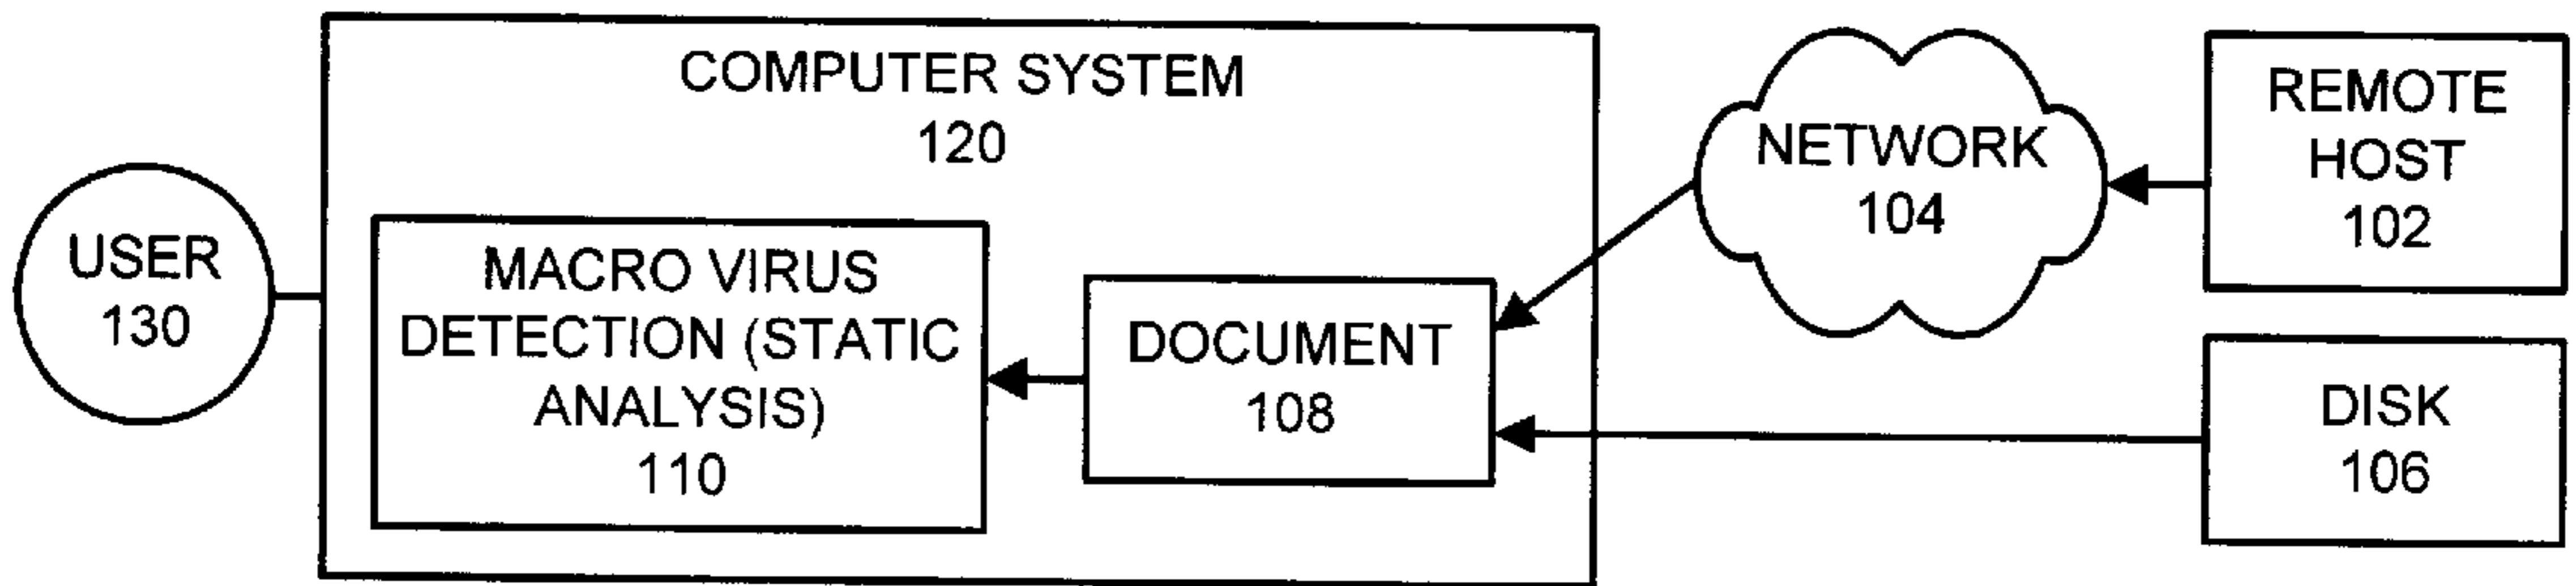 COMPUTER SYSTEM
120
USER
130
MACRO VIRUS
DETECTION (STATIC
ANALYSIS)
110
DOCUMENT
108
NETWORK
104
REMOTE
HOST
102
DISK
106